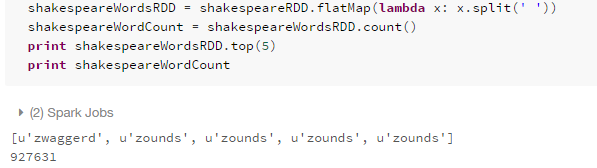 shakespeareWordsRDD = shakespeareRDD.flatMap(lambda x: x.split(' '))
shakespeareWordCount = shakespeareWordsRDD.count()
print shakespeareWordsRDD.top(5)
print shakespeareWordCount
(2) Spark Jobs
[u'zwaggerd', u'zounds', u'zounds', u'zounds', u'zounds']
927631